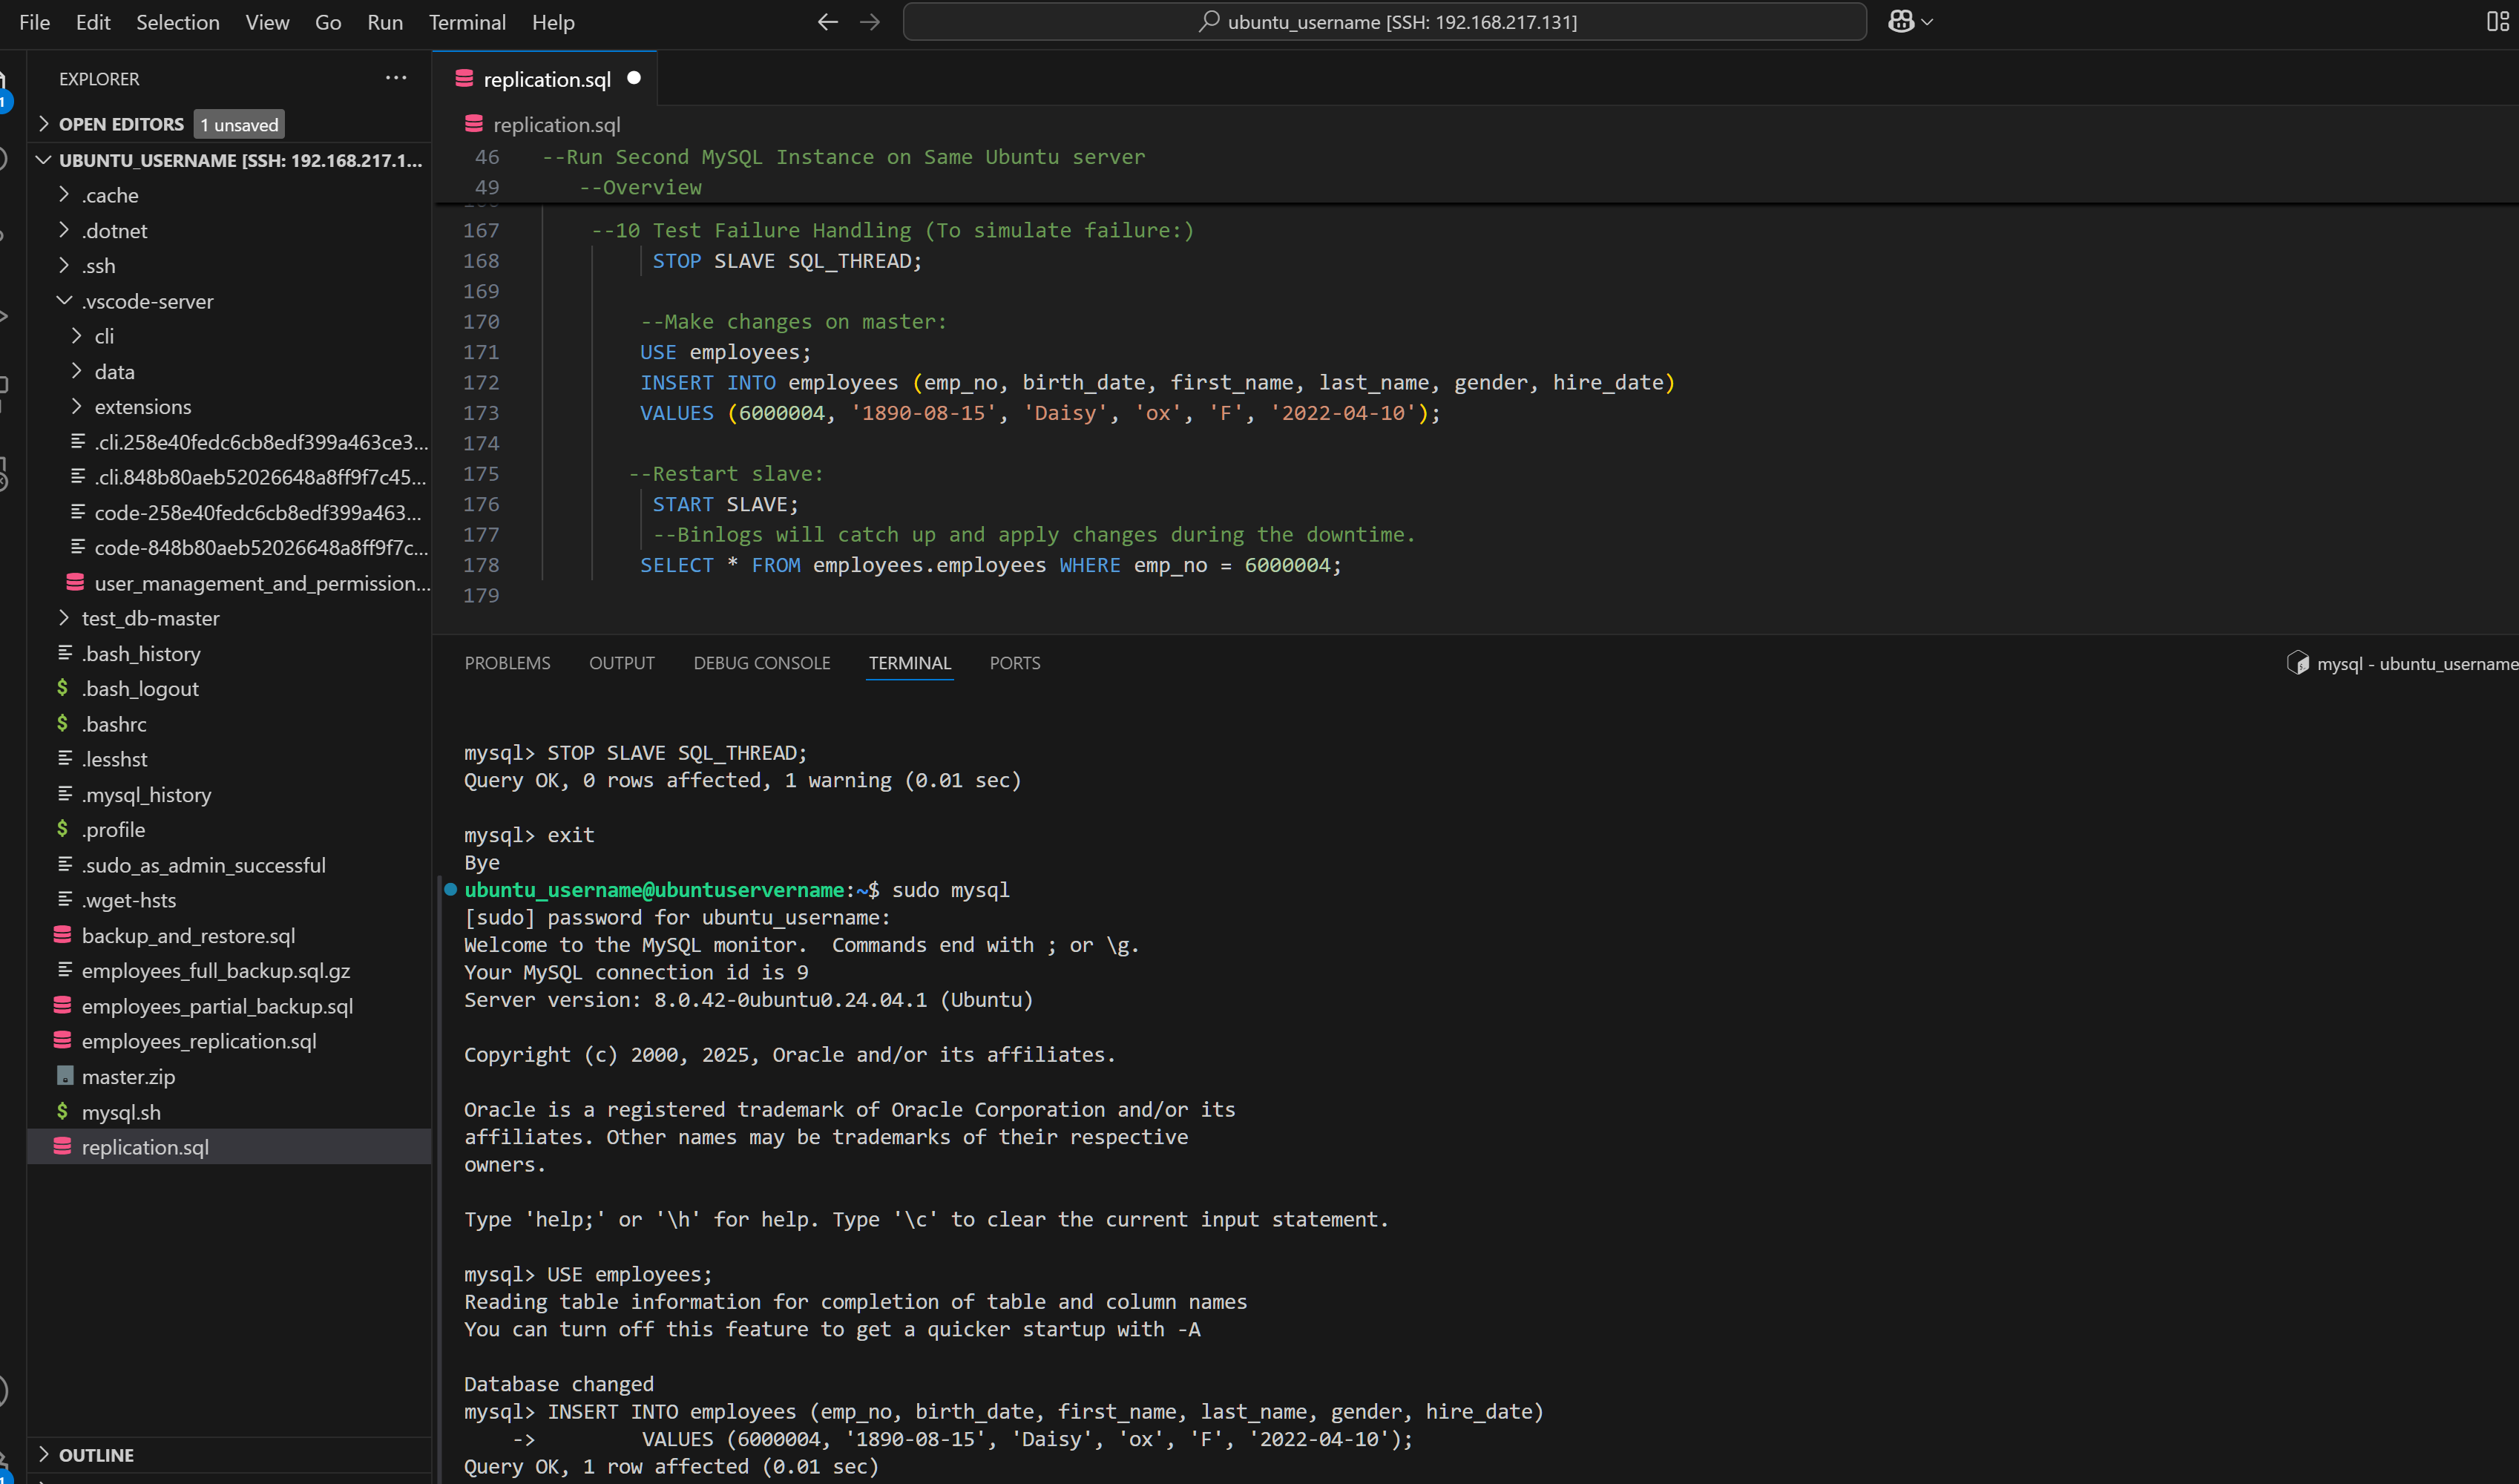 File Edit Selection View Go Run Terminal Help
ubuntu_username [SSH: 192.168.217.131]
EXPLORER
OPEN EDITORS 1 unsaved
UBUNTU_USERNAME [SSH: 192.168.217.1...
.cache
.dotnet
.ssh
.vscode-server
cli
data
extensions
.cli.258e40fedc6cb8edf399a463ce3...
.cli.848b80aeb52026648a8ff9f7c45...
code-258e40fedc6cb8edf399a463...
code-848b80aeb52026648a8ff9f7c...
user_management_and_permission...
test_db-master
.bash_history
.bash_logout
.bashrc
.lesshst
.mysql_history
.profile
.sudo_as_admin_successful
.wget-hsts
backup_and_restore.sql
employees_full_backup.sql.gz
employees_partial_backup.sql
employees_replication.sql
master.zip
mysql.sh
replication.sql
OUTLINE
replication.sql
replication.sql
46 --Run Second MySQL Instance on Same Ubuntu server
49 --Overview
167 --10 Test Failure Handling (To simulate failure:)
168 STOP SLAVE SQL_THREAD;
169
170 --Make changes on master:
171 USE employees;
172 INSERT INTO employees (emp_no, birth_date, first_name, last_name, gender, hire_date)
173 VALUES (6000004, '1890-08-15', 'Daisy', 'ox', 'F', '2022-04-10');
174
175 --Restart slave:
176 START SLAVE;
177 --Binlogs will catch up and apply changes during the downtime.
178 SELECT * FROM employees.employees WHERE emp_no = 6000004;
179
PROBLEMS OUTPUT DEBUG CONSOLE TERMINAL PORTS
mysql - ubuntu_username
mysql> STOP SLAVE SQL_THREAD;
Query OK, 0 rows affected, 1 warning (0.01 sec)
mysql> exit
Bye
ubuntu_username@ubuntuservername:~$ sudo mysql
[sudo] password for ubuntu_username:
Welcome to the MySQL monitor.  Commands end with ; or \g.
Your MySQL connection id is 9
Server version: 8.0.42-0ubuntu0.24.04.1 (Ubuntu)
Copyright (c) 2000, 2025, Oracle and/or its affiliates.
Oracle is a registered trademark of Oracle Corporation and/or its
affiliates. Other names may be trademarks of their respective
owners.
Type 'help;' or '\h' for help. Type '\c' to clear the current input statement.
mysql> USE employees;
Reading table information for completion of table and column names
You can turn off this feature to get a quicker startup with -A
Database changed
mysql> INSERT INTO employees (emp_no, birth_date, first_name, last_name, gender, hire_date)
-> VALUES (6000004, '1890-08-15', 'Daisy', 'ox', 'F', '2022-04-10');
Query OK, 1 row affected (0.01 sec)